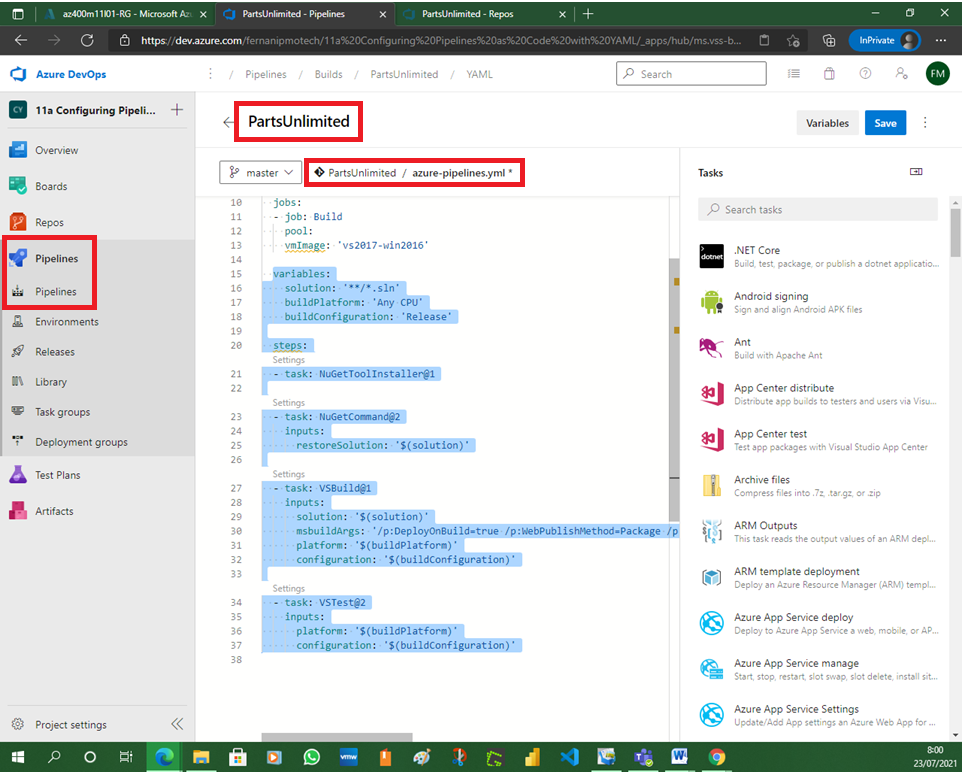 az400m11l01-RG - Microsoft Az
PartsUnlimited - Pipelines
PartsUnlimited - Repos
https://dev.azure.com/fernanipmotech/11a%20Configuring%20Pipelines%20as%20Code%20with%20YAML/_apps/hub/ms.vss-b...
InPrivate
Azure DevOps
/ Pipelines / Builds / PartsUnlimited / YAML
Search
FM
CY 11a Configuring Pipeli...
Overview
Boards
Repos
Pipelines
Pipelines
Environments
Releases
Library
Task groups
Deployment groups
Test Plans
Artifacts
Project settings
PartsUnlimited
Variables
Save
master
PartsUnlimited / azure-pipelines.yml *
10 jobs:
11 - job: Build
12 pool:
13 vmImage: 'vs2017-win2016'
14
15 variables:
16 solution: '**/*.sln'
17 buildPlatform: 'Any CPU'
18 buildConfiguration: 'Release'
19
20 steps:
Settings
21 - task: NuGetToolInstaller@1
22
Settings
23 - task: NuGetCommand@2
24 inputs:
25 restoreSolution: '$(solution)'
26
Settings
27 - task: VSBuild@1
28 inputs:
29 solution: '$(solution)'
30 msbuildArgs: '/p:DeployOnBuild=true /p:WebPublishMethod=Package /p
31 platform: '$(buildPlatform)'
32 configuration: '$(buildConfiguration)'
33
Settings
34 - task: VSTest@2
35 inputs:
36 platform: '$(buildPlatform)'
37 configuration: '$(buildConfiguration)'
38
Tasks
Search tasks
dotnet
.NET Core
Build, test, package, or publish a dotnet applicatio...
Android signing
Sign and align Android APK files
Ant
Build with Apache Ant
App Center distribute
Distribute app builds to testers and users via Visu...
App Center test
Test app packages with Visual Studio App Center
Archive files
Compress files into .7z, .tar.gz, or .zip
ARM Outputs
This task reads the output values of an ARM depl...
ARM template deployment
Deploy an Azure Resource Manager (ARM) templ...
Azure App Service deploy
Deploy to Azure App Service a web, mobile, or AP...
Azure App Service manage
Start, stop, restart, slot swap, slot delete, install sit...
Azure App Service Settings
Update/Add App settings an Azure Web App for ...
vmw
8:00
23/07/2021